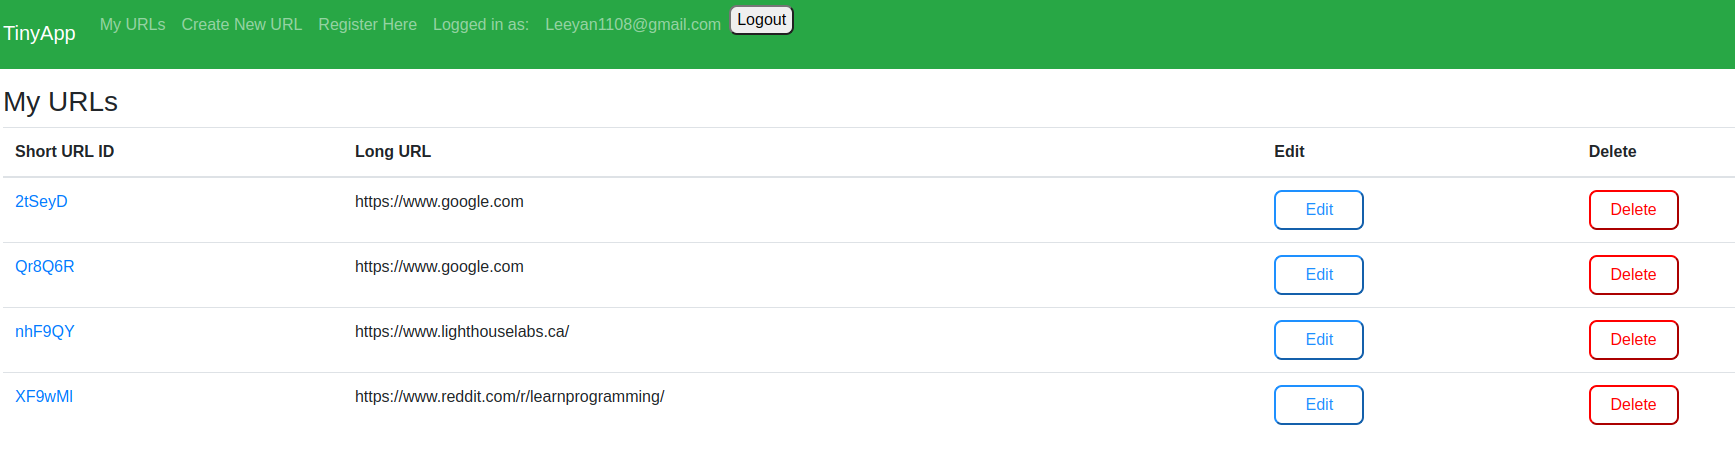 TinyApp My URLs Create New URL Register Here Logged in as: Leeyan1108@gmail.com Logout
My URLs
Short URL ID Long URL Edit Delete
2tSeyD https://www.google.com Edit Delete
Qr8Q6R https://www.google.com Edit Delete
nhF9QY https://www.lighthouselabs.ca/ Edit Delete
XF9wMl https://www.reddit.com/r/learnprogramming/ Edit Delete